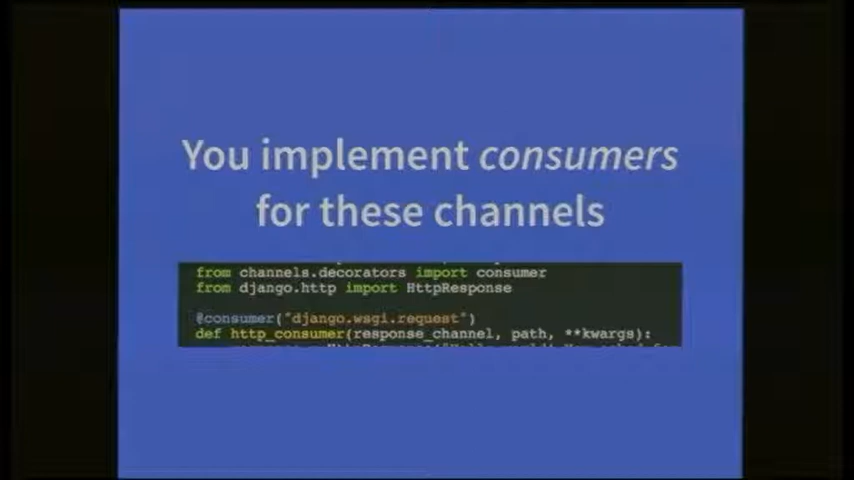 You implement consumers
for these channels
from channels.decorators import consumer
from django.http import HttpResponse
@consumer("django.wsgi.request")
def http_consumer(response_channel, path, **kwargs):